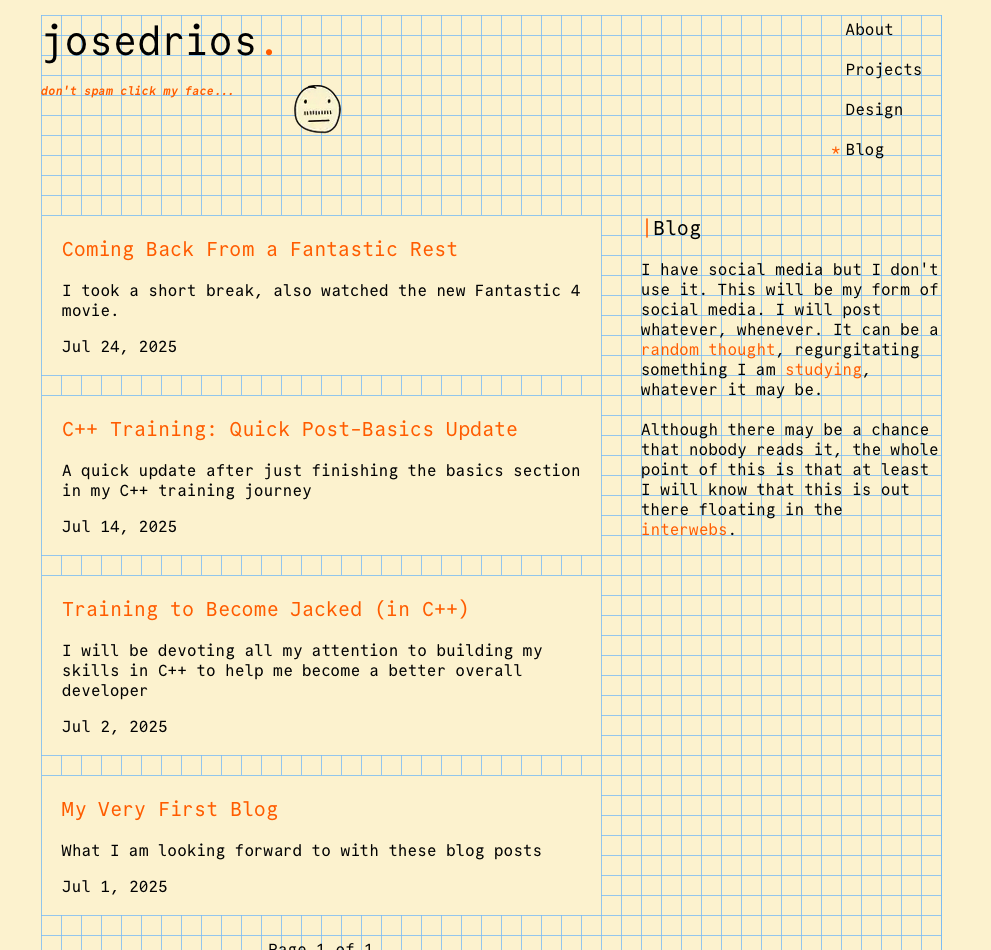 josedrios.
don't spam click my face...
About
Projects
Design
* Blog
Coming Back From a Fantastic Rest
I took a short break, also watched the new Fantastic 4
movie.
Jul 24, 2025
C++ Training: Quick Post-Basics Update
A quick update after just finishing the basics section
in my C++ training journey
Jul 14, 2025
Training to Become Jacked (in C++)
I will be devoting all my attention to building my
skills in C++ to help me become a better overall
developer
Jul 2, 2025
My Very First Blog
What I am looking forward to with these blog posts
Jul 1, 2025
Page 1 of 1
|Blog
I have social media but I don't
use it. This will be my form of
social media. I will post
whatever, whenever. It can be a
random thought, regurgitating
something I am studying,
whatever it may be.
Although there may be a chance
that nobody reads it, the whole
point of this is that at least
I will know that this is out
there floating in the
interwebs.